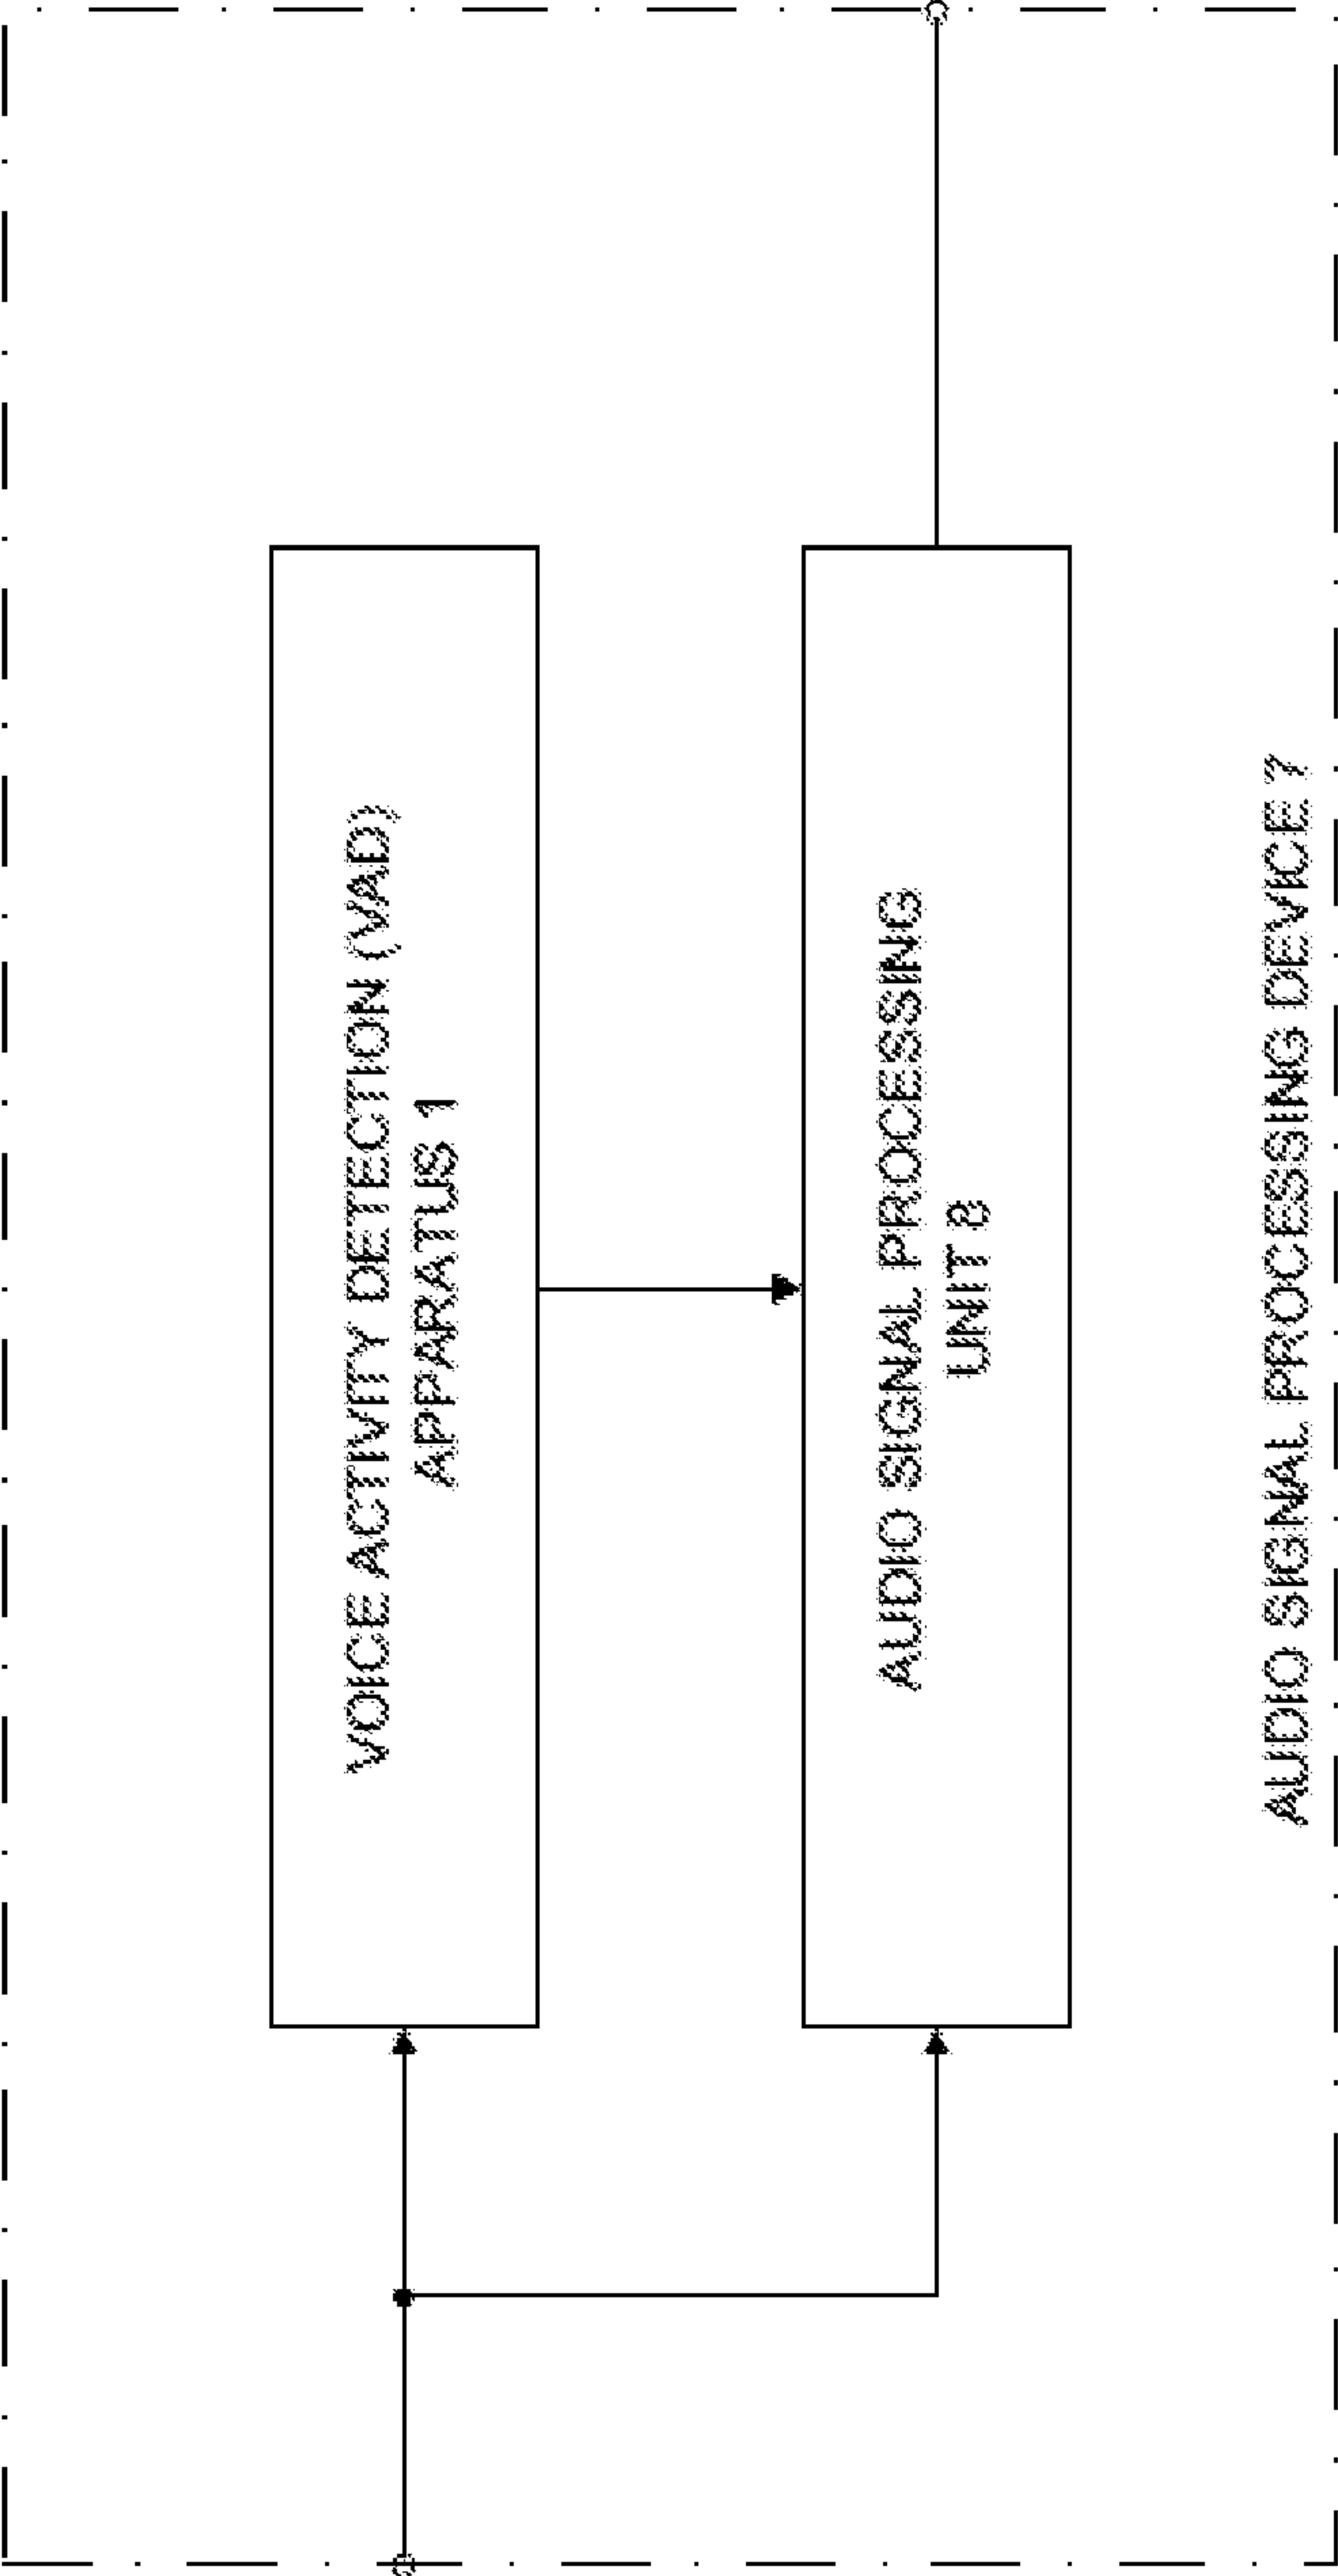 VOICE ACTIVITY DETECTION (VAD)
APPARATUS 1
AUDIO SIGNAL PROCESSING
UNIT 8
AUDIO SIGNAL PROCESSING DEVICE 7